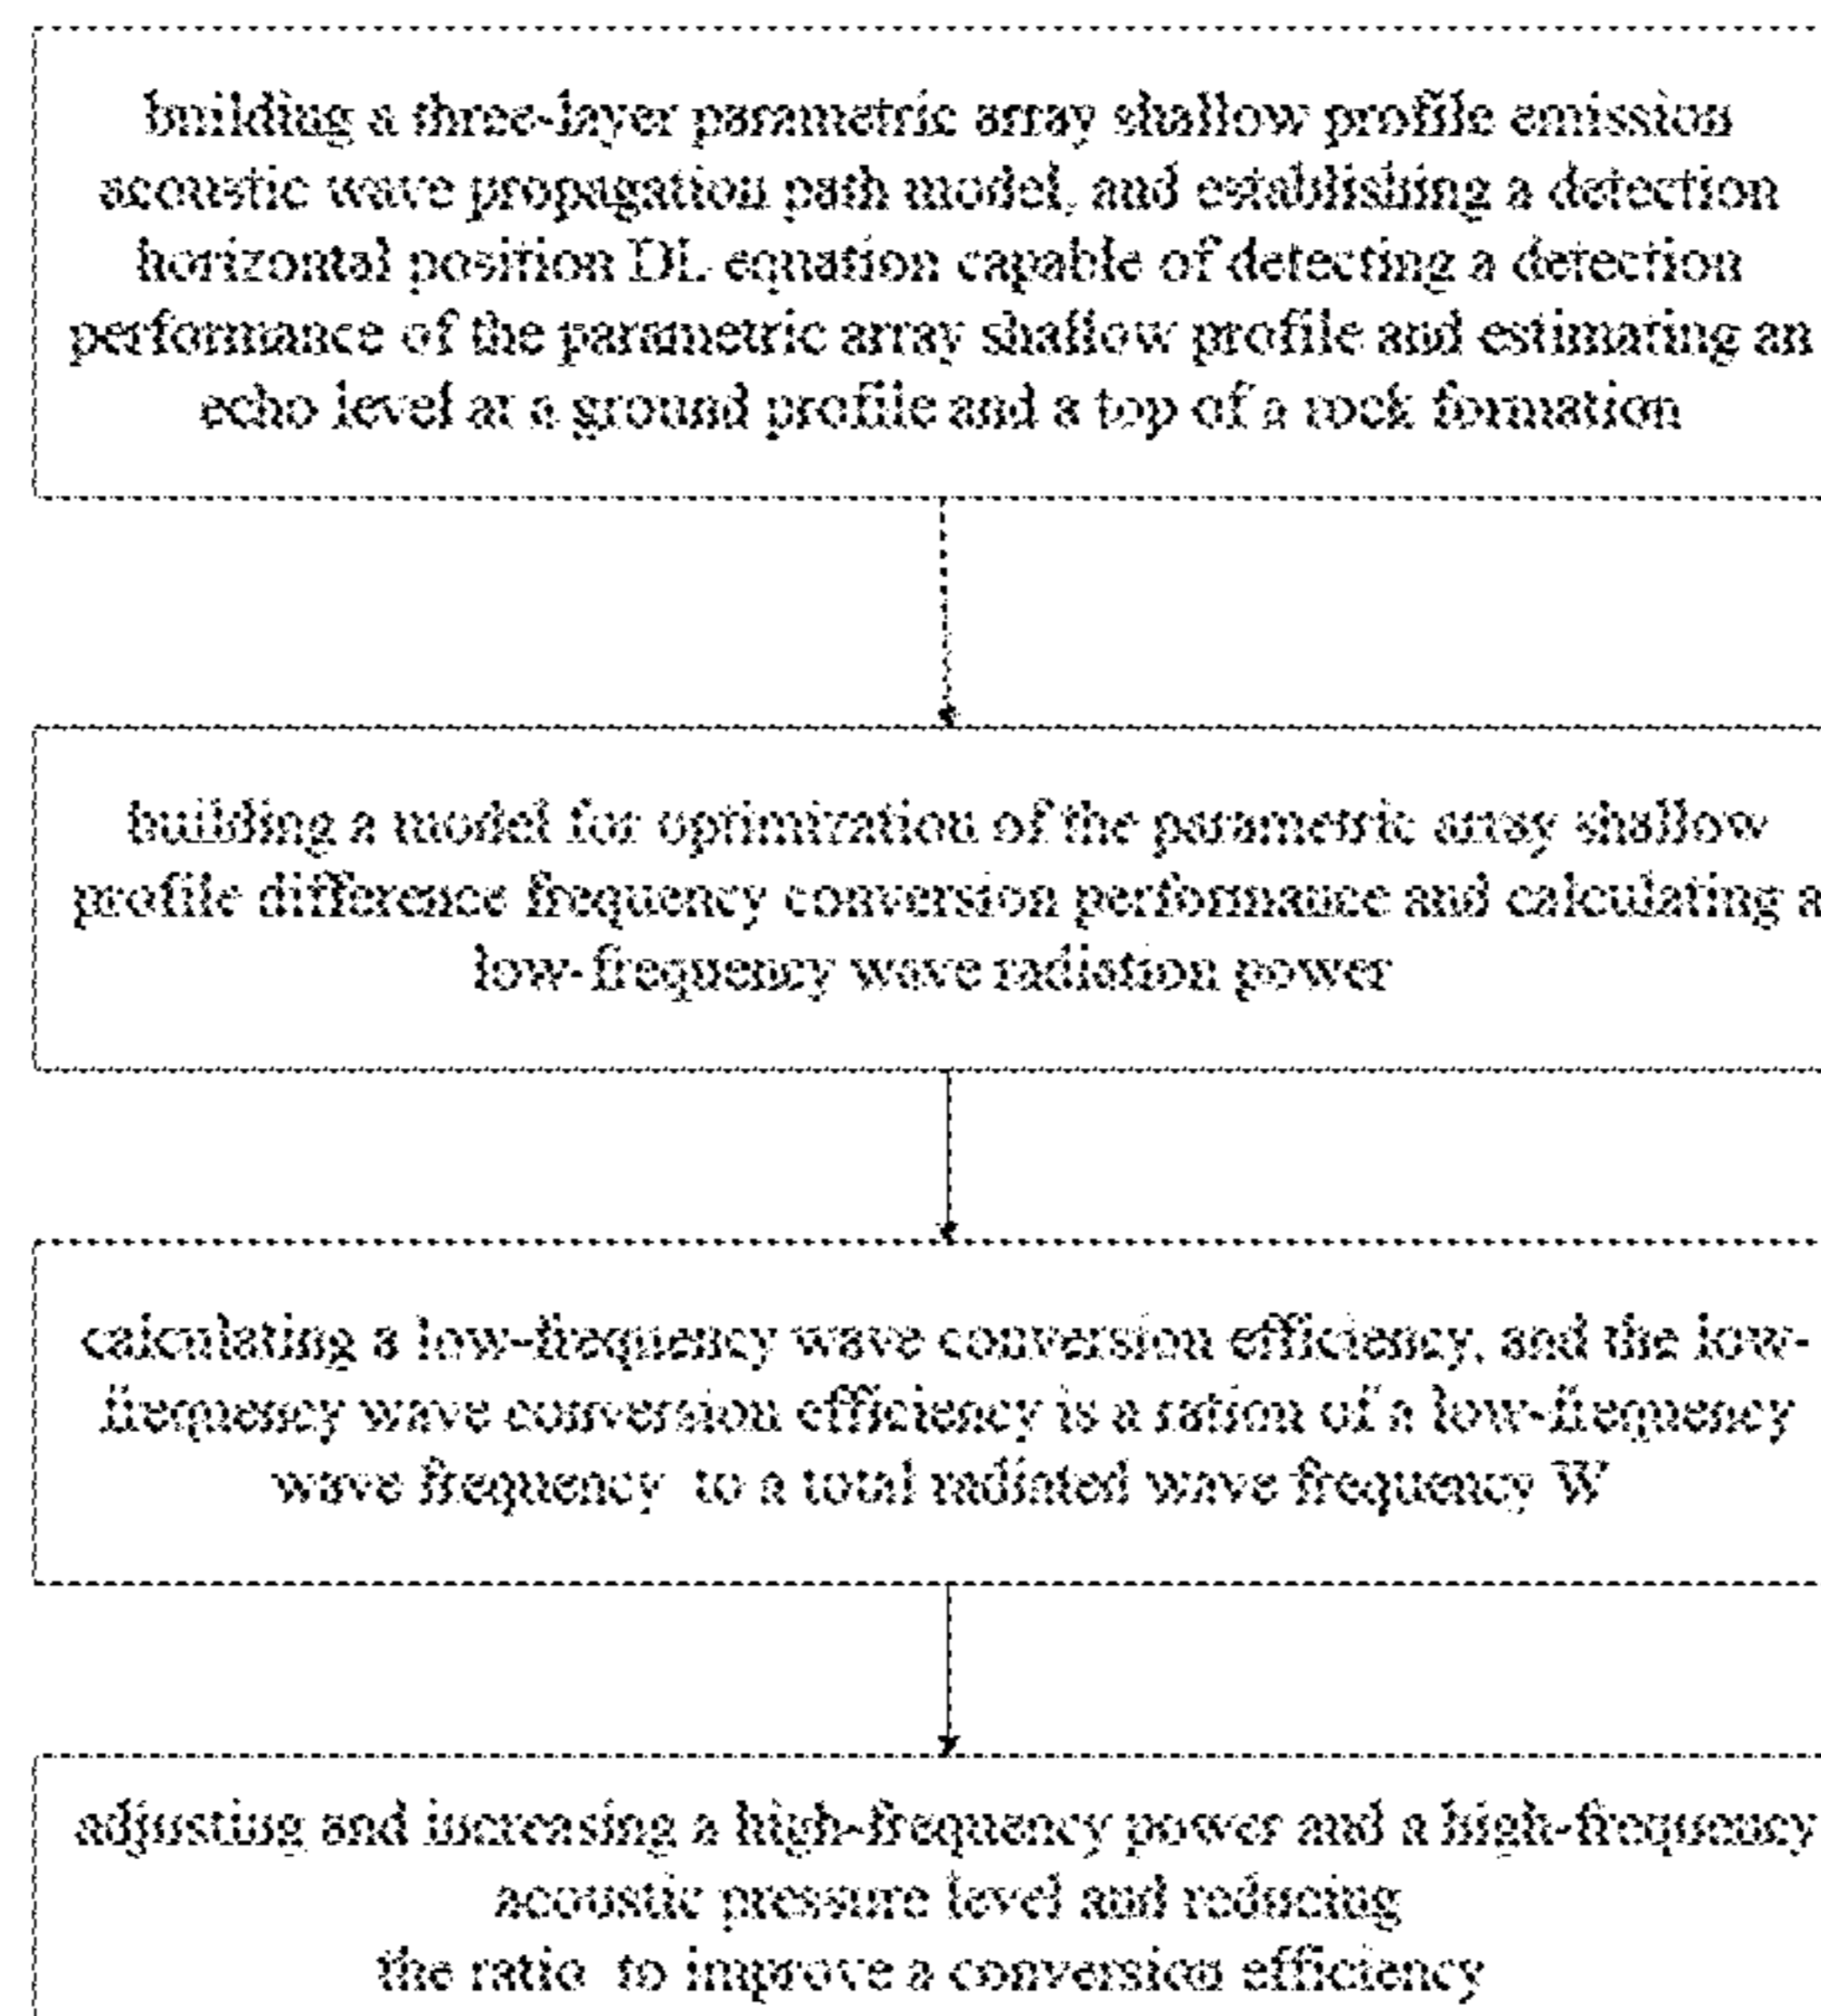 building a three-layer parametric array shallow profile emission
acoustic wave propagation path model, and establishing a detection
horizontal position DL equation capable of detecting a detection
performance of the parametric array shallow profile and estimating an
echo level at a ground profile and a top of a rock formation
building a model for optimization of the parametric array shallow
profile difference frequency conversion performance and calculating a
low-frequency wave radiation power
calculating a low-frequency wave conversion efficiency, and the low-
frequency wave conversion efficiency is a ration of a low-frequency
wave frequency to a total radiated wave frequency W
adjusting and increasing a high-frequency power and a high-frequency
acoustic pressure level and reducing
the ratio to improve a conversion efficiency